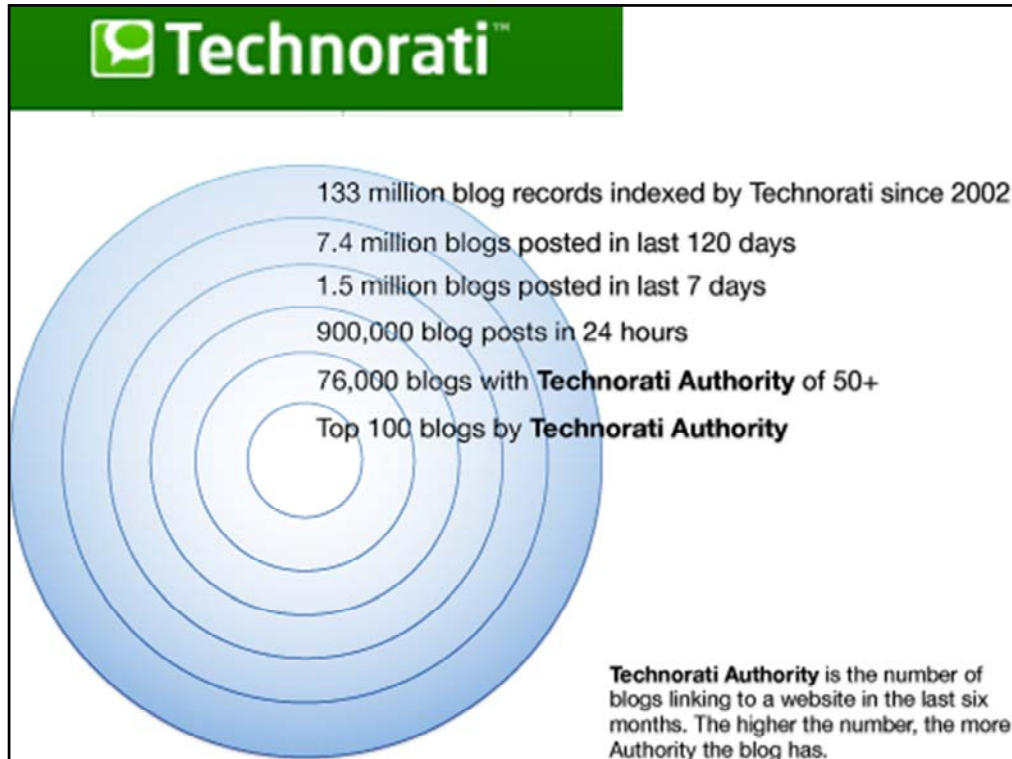 Technorati™
133 million blog records indexed by Technorati since 2002
7.4 million blogs posted in last 120 days
1.5 million blogs posted in last 7 days
900,000 blog posts in 24 hours
76,000 blogs with Technorati Authority of 50+
Top 100 blogs by Technorati Authority
Technorati Authority is the number of
blogs linking to a website in the last six
months. The higher the number, the more
Authority the blog has.